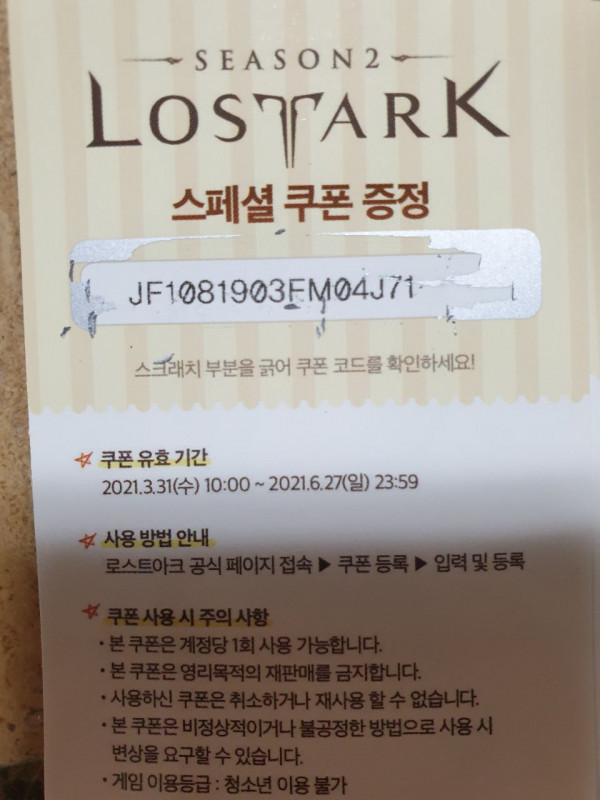 SEASON2
LOSTARK
스페셜 쿠폰 증정
JF1081903FM04J71
스크래치 부분을 긁어 쿠폰 코드를 확인하세요!
쿠폰 유효 기간
2021.3.31(수) 10:00 ~ 2021.6.27(일) 23:59
사용 방법 안내
로스트아크 공식 페이지 접속 ▶ 쿠폰 등록 ▶ 입력 및 등록
쿠폰 사용 시 주의 사항
· 본 쿠폰은 계정당 1회 사용 가능합니다.
· 본 쿠폰은 영리목적의 재판매를 금지합니다.
· 사용하신 쿠폰은 취소하거나 재사용 할 수 없습니다.
· 본 쿠폰은 비정상적이거나 불공정한 방법으로 사용 시
변상을 요구할 수 있습니다.
· 게임 이용등급 : 청소년 이용 불가